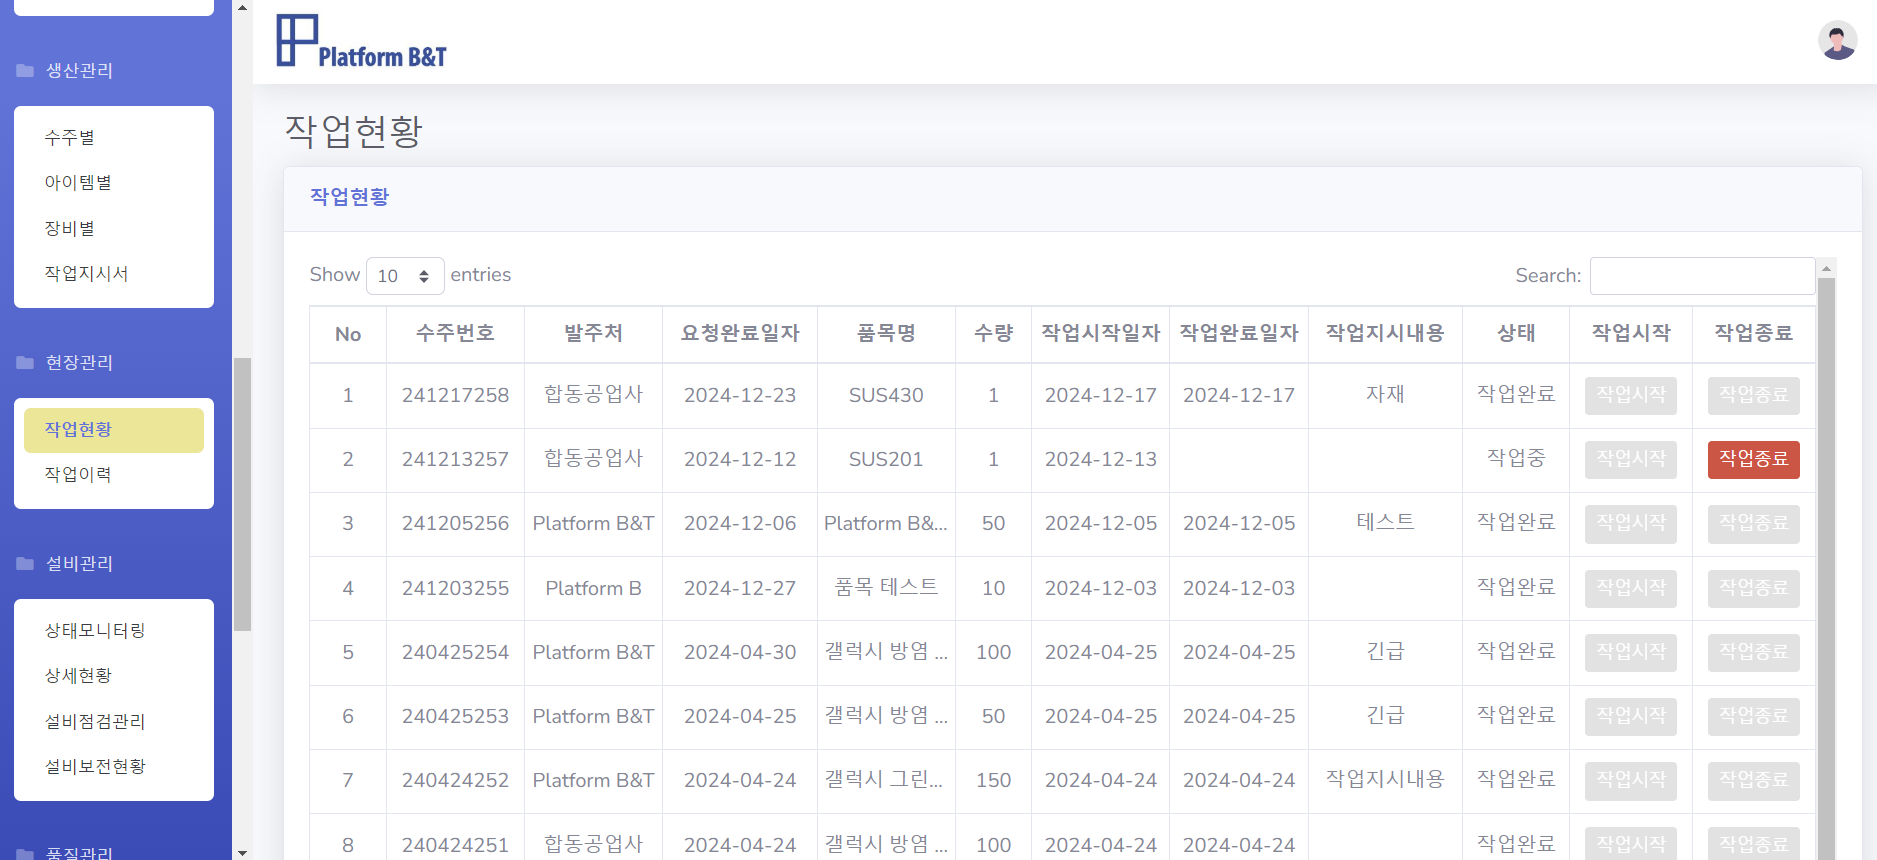 Platform B&T
생산관리
수주별
아이템별
장비별
작업지시서
현장관리
작업현황
작업이력
설비관리
상태모니터링
상세현황
설비점검관리
설비보전현황
품질관리
작업현황
작업현황
Show 10 entries
Search:
No 수주번호 발주처 요청완료일자 품목명 수량 작업시작일자 작업완료일자 작업지시내용 상태 작업시작 작업종료
1 241217258 합동공업사 2024-12-23 SUS430 1 2024-12-17 2024-12-17 자재 작업완료 작업시작 작업종료
2 241213257 합동공업사 2024-12-12 SUS201 1 2024-12-13 작업중 작업시작 작업종료
3 241205256 Platform B&T 2024-12-06 Platform B&... 50 2024-12-05 2024-12-05 테스트 작업완료 작업시작 작업종료
4 241203255 Platform B 2024-12-27 품목 테스트 10 2024-12-03 2024-12-03 작업완료 작업시작 작업종료
5 240425254 Platform B&T 2024-04-30 갤럭시 방염 ... 100 2024-04-25 2024-04-25 긴급 작업완료 작업시작 작업종료
6 240425253 Platform B&T 2024-04-25 갤럭시 방염 ... 50 2024-04-25 2024-04-25 긴급 작업완료 작업시작 작업종료
7 240424252 Platform B&T 2024-04-24 갤럭시 그린... 150 2024-04-24 2024-04-24 작업지시내용 작업완료 작업시작 작업종료
8 240424251 합동공업사 2024-04-24 갤럭시 방염 ... 100 2024-04-24 2024-04-24 작업완료 작업시작 작업종료